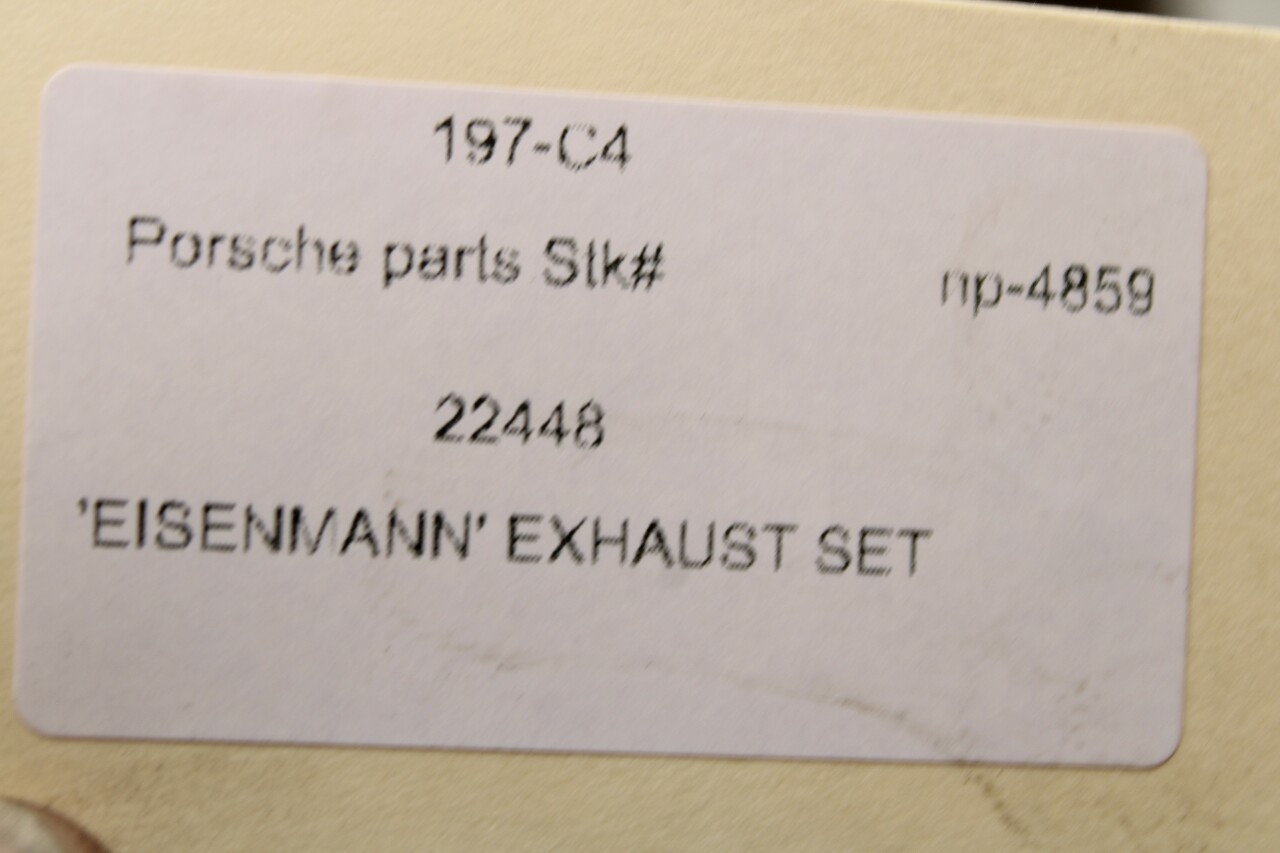 197-C4
Porsche parts Stk# np-4859
22448
'EISENMANN' EXHAUST SET